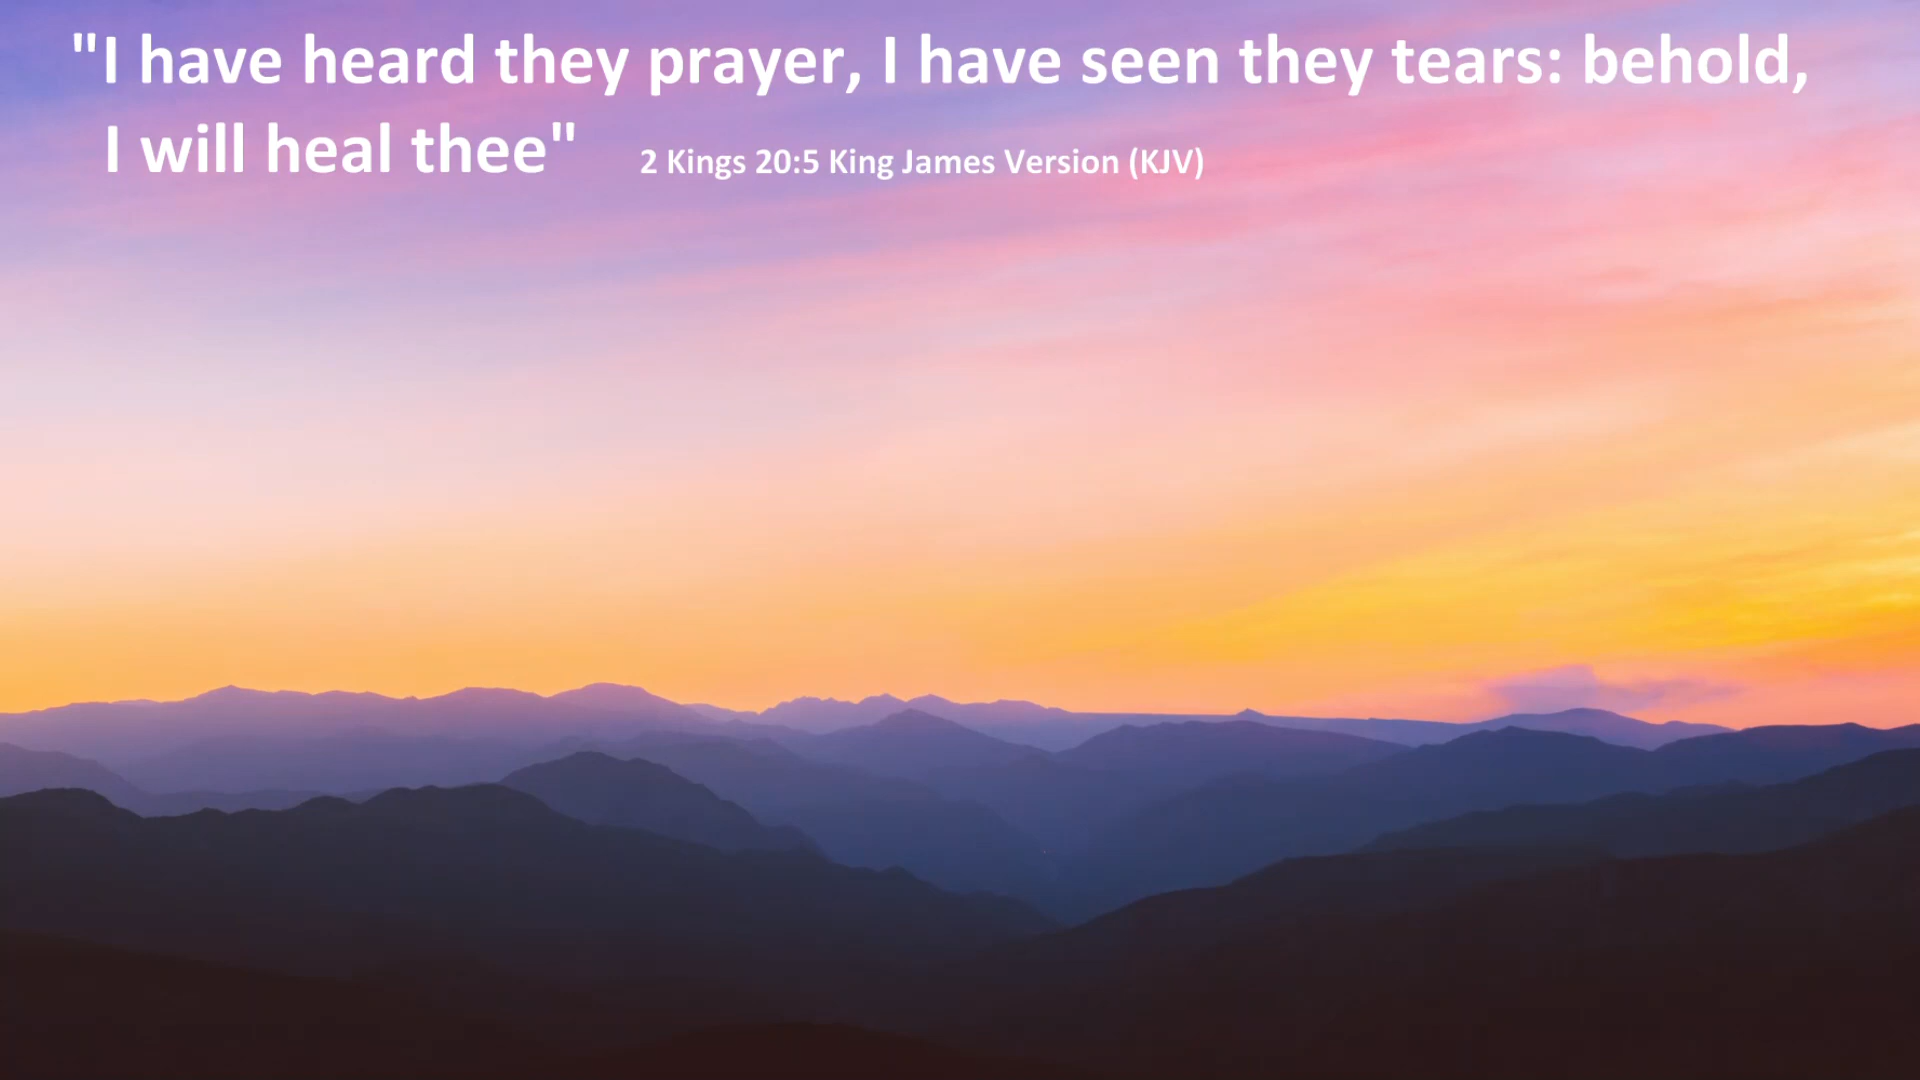 "I have heard they prayer, I have seen they tears: behold,
I will heal thee" 2 Kings 20:5 King James Version (KJV)